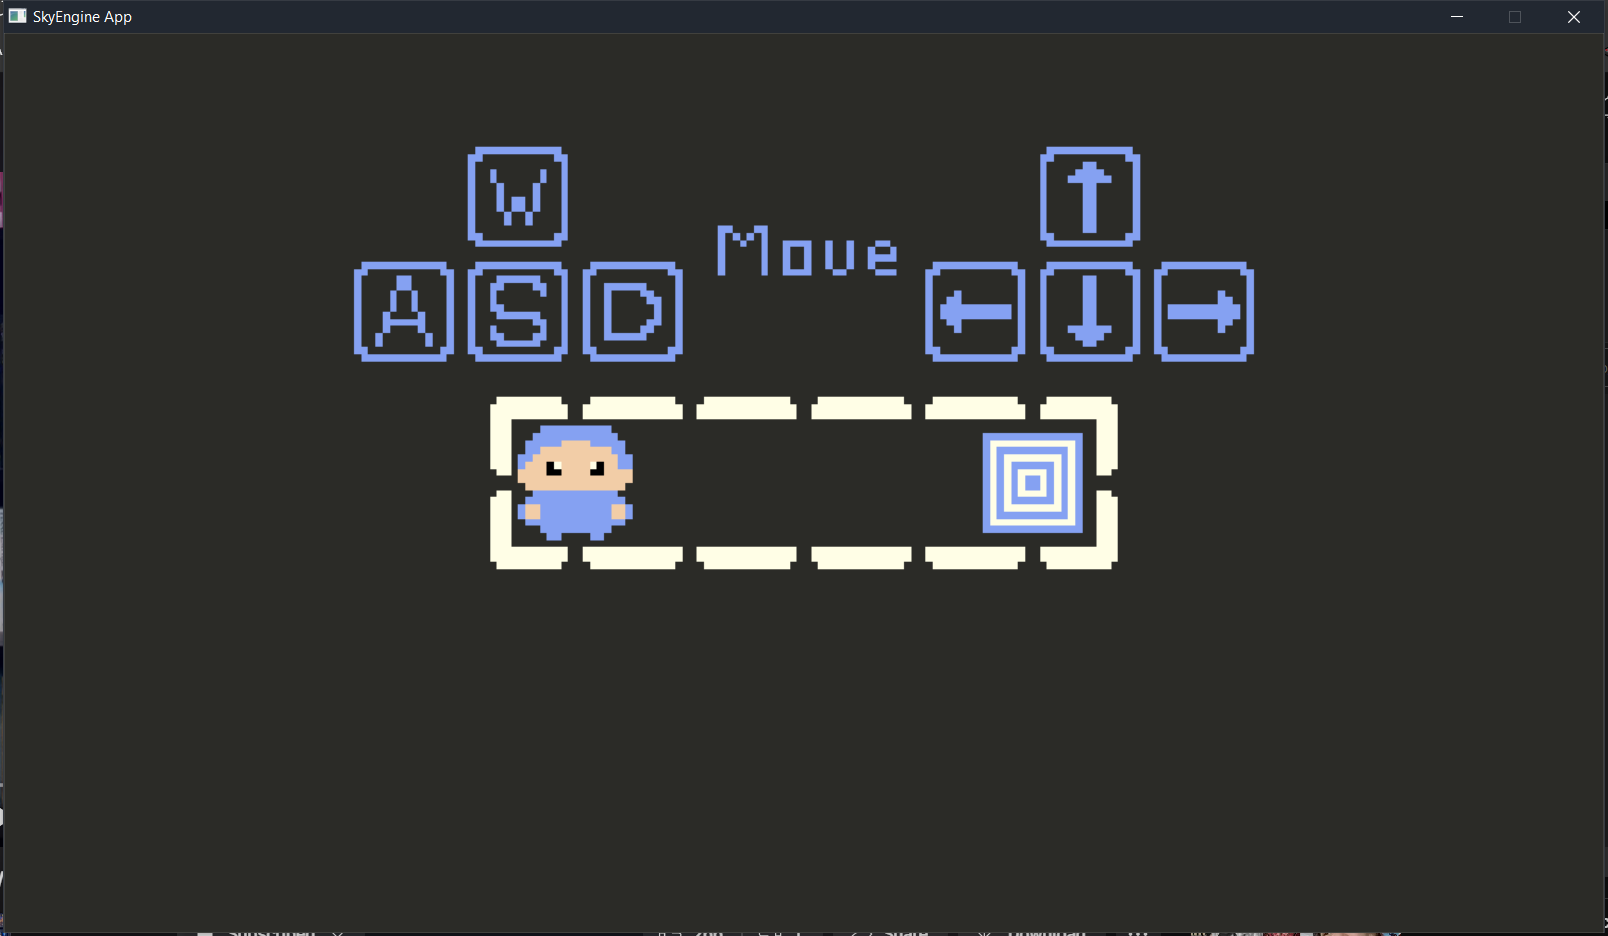 SkyEngine App
W
Move
↑
A S D
← ↓ →